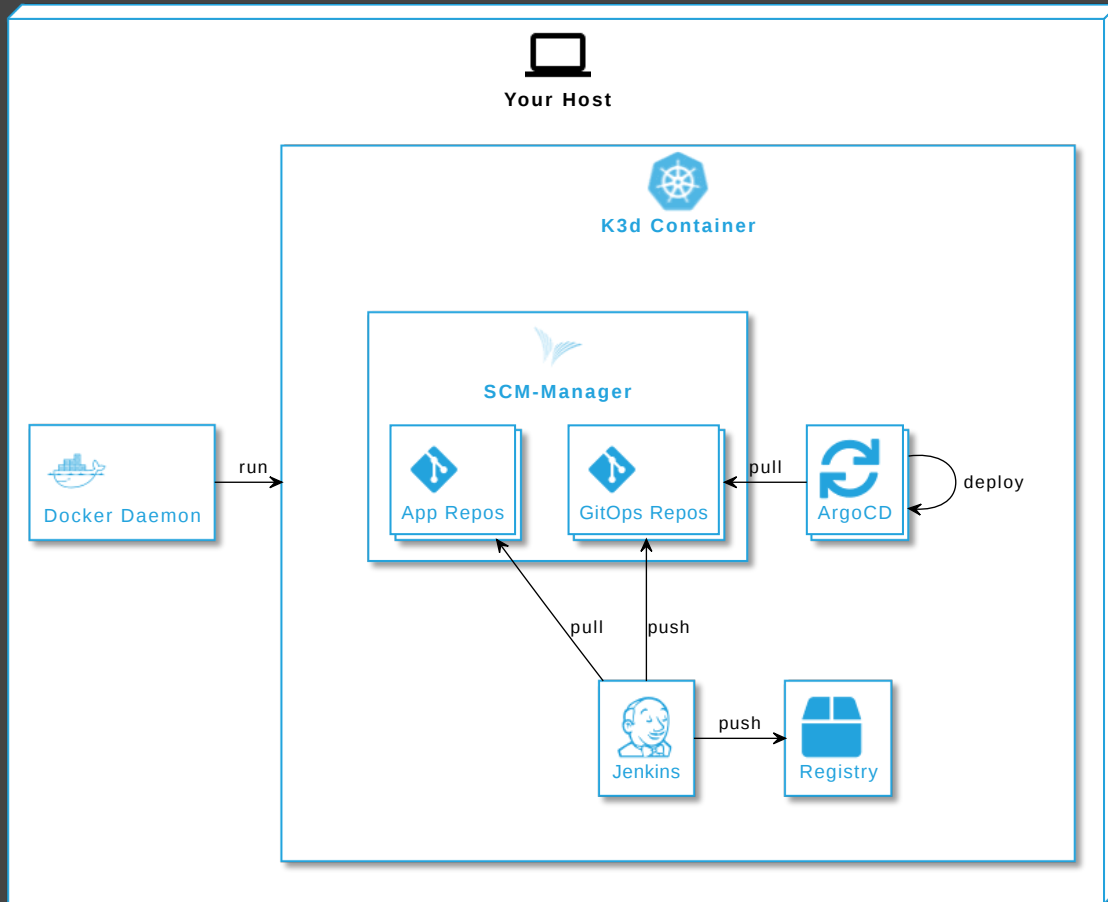 Your Host
K3d Container
SCM-Manager
Docker Daemon
run
App Repos
GitOps Repos
pull
ArgoCD
deploy
pull
push
Jenkins
push
Registry